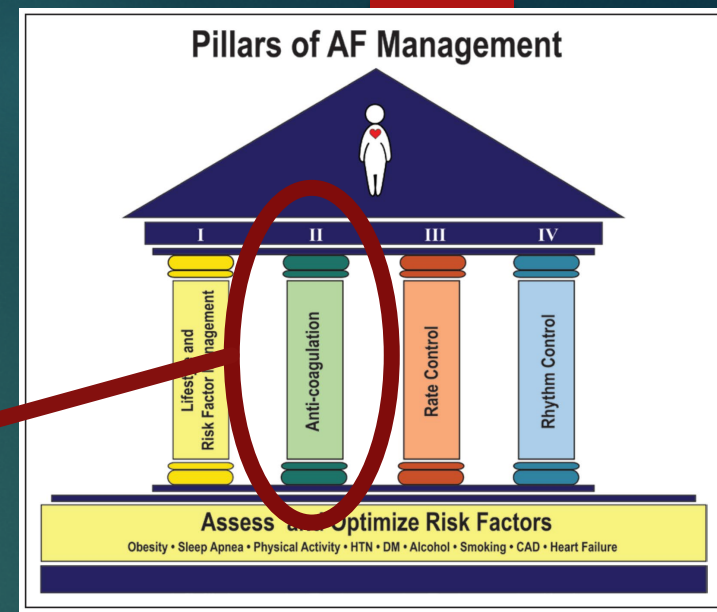 Pillars of AF Management
I
II
III
IV
Lifestyle and
Risk Factor Management
Anti-coagulation
Rate Control
Rhythm Control
Assess and Optimize Risk Factors
Obesity • Sleep Apnea • Physical Activity • HTN • DM • Alcohol • Smoking • CAD • Heart Failure